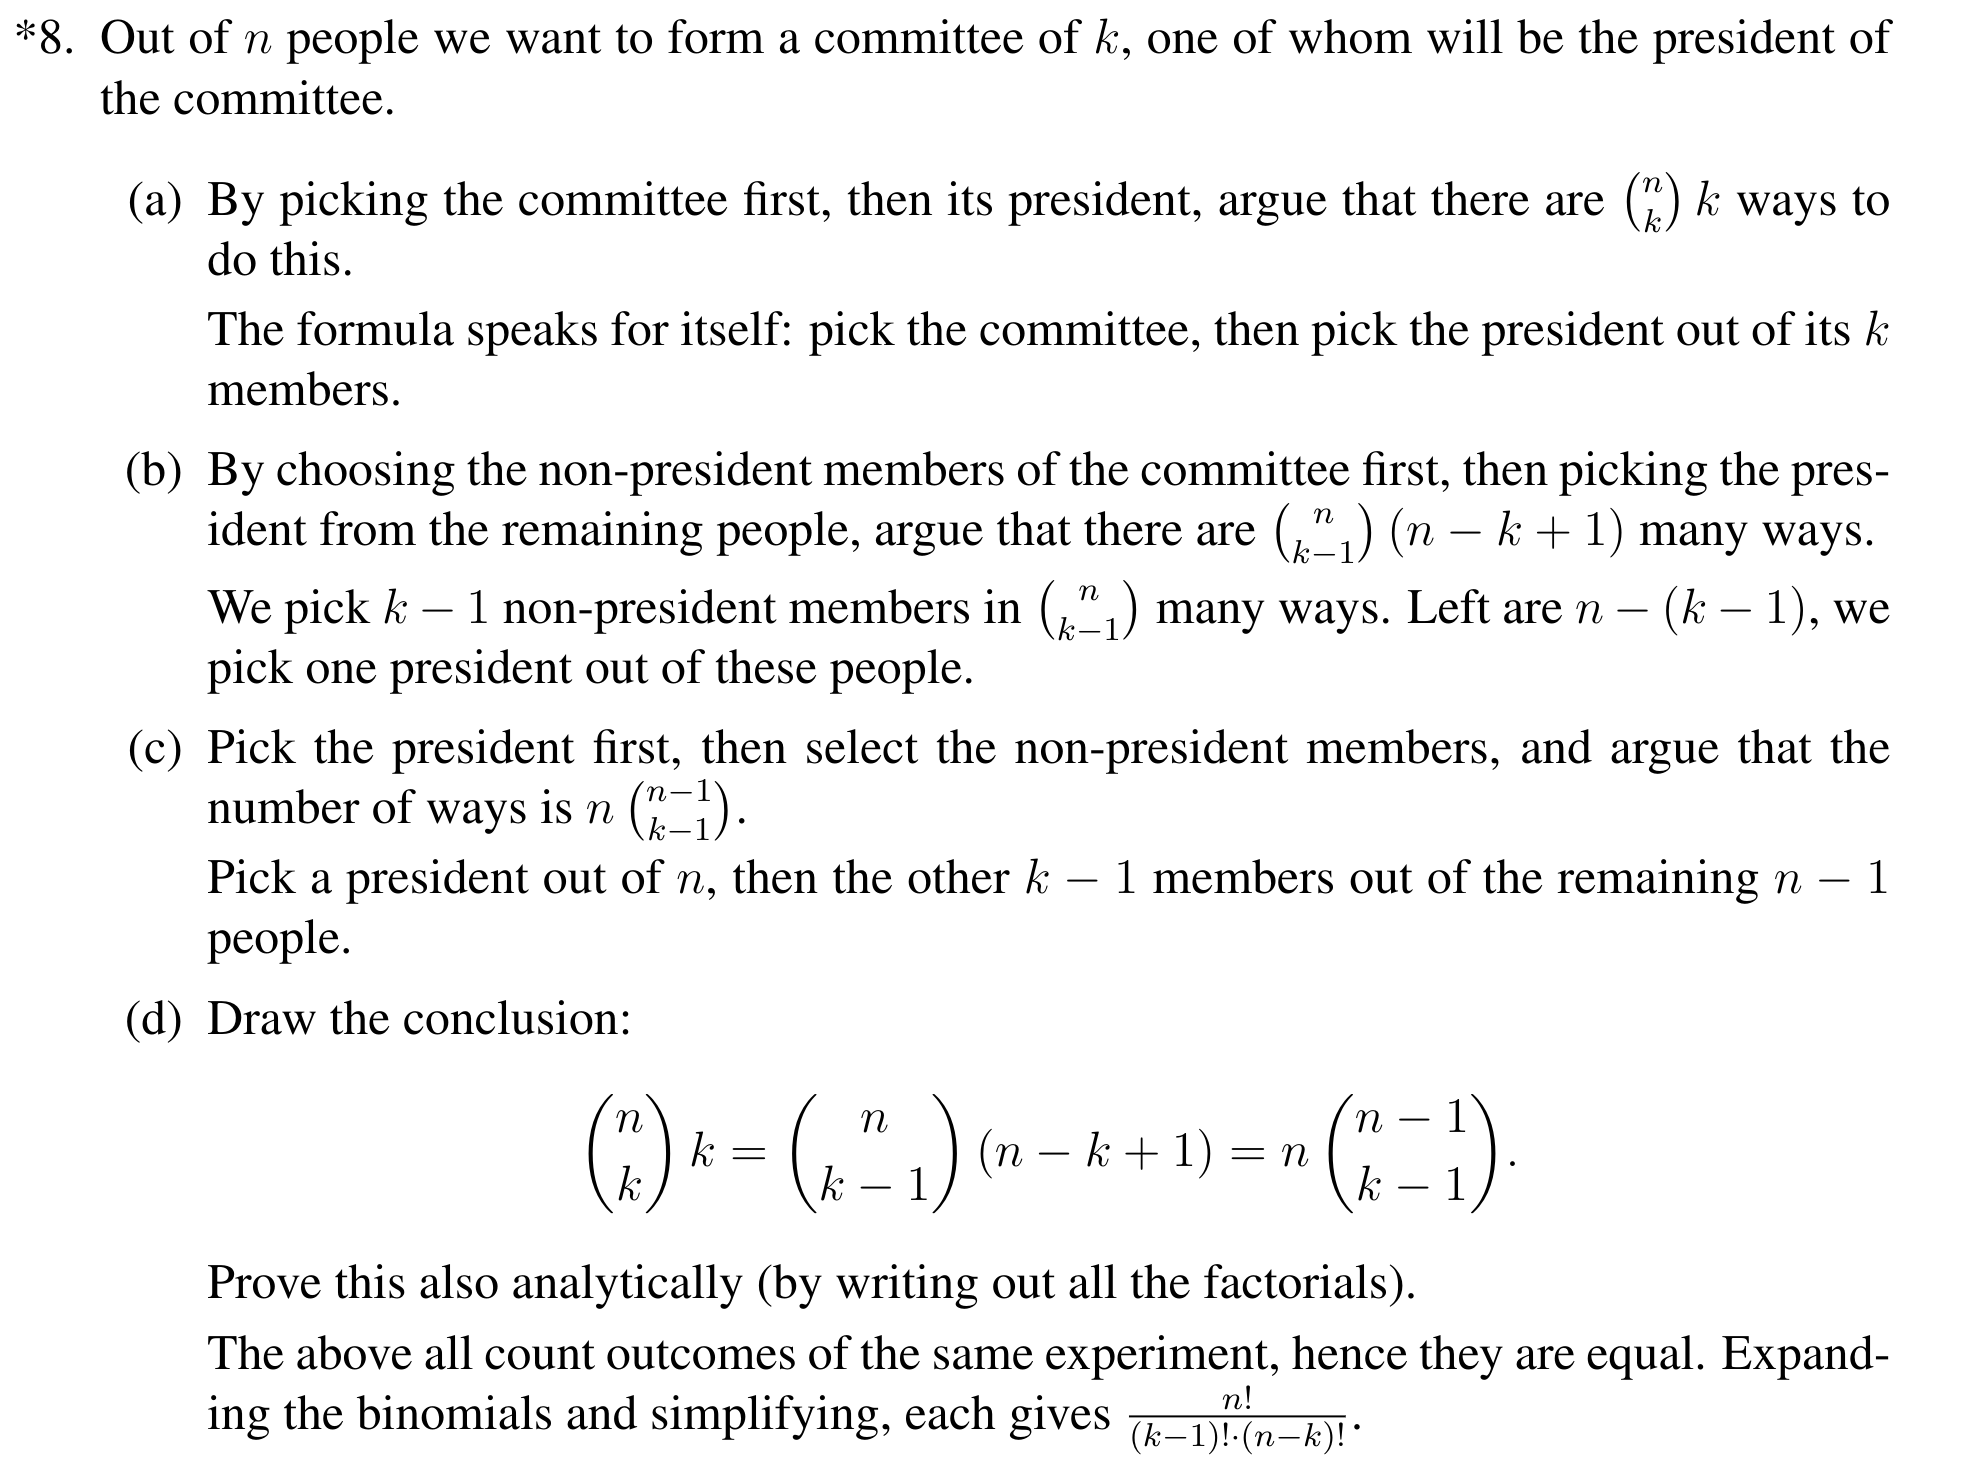 *8. Out of n people we want to form a committee of k, one of whom will be the president of
the committee.
(a) By picking the committee first, then its president, argue that there are $\binom{n}{k} k$ ways to
do this.
The formula speaks for itself: pick the committee, then pick the president out of its k
members.
(b) By choosing the non-president members of the committee first, then picking the pres-
ident from the remaining people, argue that there are $\binom{n}{k-1} (n - k + 1)$ many ways.
We pick k − 1 non-president members in $\binom{n}{k-1}$ many ways. Left are n − (k − 1), we
pick one president out of these people.
(c) Pick the president first, then select the non-president members, and argue that the
number of ways is $n \binom{n-1}{k-1}$.
Pick a president out of n, then the other k − 1 members out of the remaining n − 1
people.
(d) Draw the conclusion:
$\binom{n}{k} k = \binom{n}{k-1} (n - k + 1) = n \binom{n-1}{k-1}.$
Prove this also analytically (by writing out all the factorials).
The above all count outcomes of the same experiment, hence they are equal. Expand-
ing the binomials and simplifying, each gives $\frac{n!}{(k-1)! \cdot (n-k)!}$.